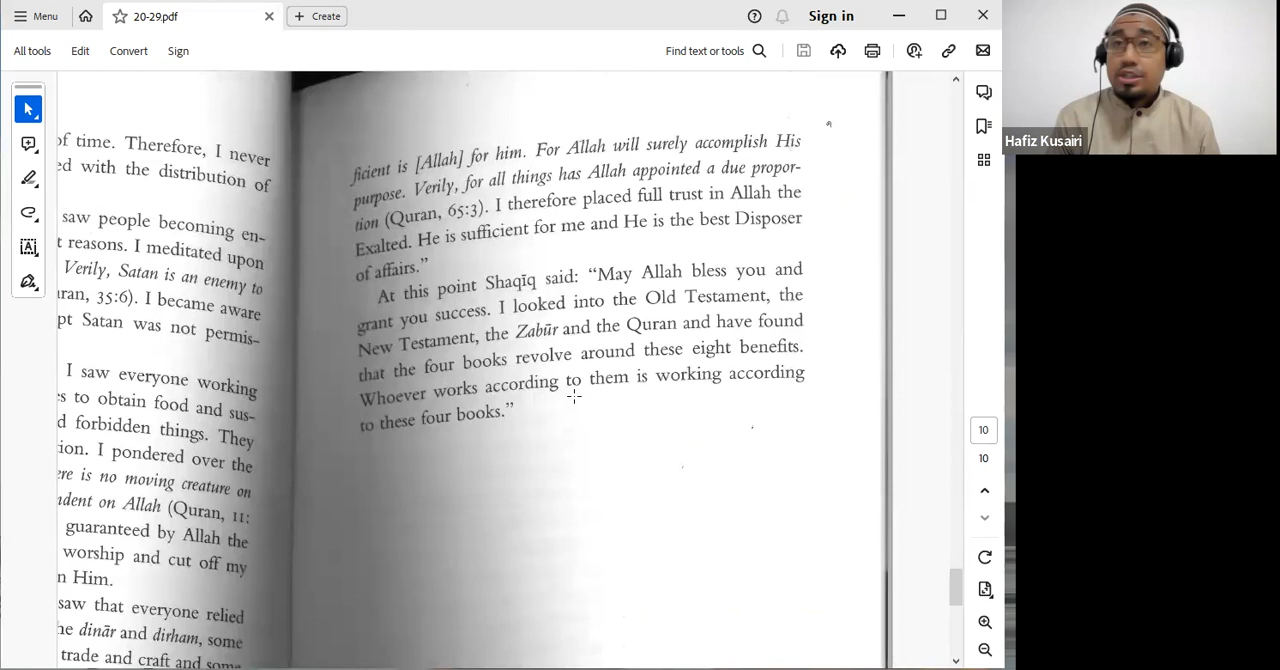 Menu
20-29.pdf
Create
Sign in
All tools
Edit
Convert
Sign
Find text or tools
of time. Therefore, I never
ed with the distribution of
saw people becoming en-
t reasons. I meditated upon
Verily, Satan is an enemy to
uran, 35:6). I became aware
pt Satan was not permis-
I saw everyone working
s to obtain food and sus-
d forbidden things. They
ion. I pondered over the
ere is no moving creature on
ndent on Allah (Quran, 11:
guaranteed by Allah the
worship and cut off my
n Him.
saw that everyone relied
he dinār and dirham, some
trade and craft and some
ficient is [Allah] for him. For Allah will surely accomplish His
purpose. Verily, for all things has Allah appointed a due propor-
tion (Quran, 65:3). I therefore placed full trust in Allah the
Exalted. He is sufficient for me and He is the best Disposer
of affairs.”
At this point Shaqīq said: “May Allah bless you and
grant you success. I looked into the Old Testament, the
New Testament, the Zabūr and the Quran and have found
that the four books revolve around these eight benefits.
Whoever works according to them is working according
to these four books.”
10
10
Hafiz Kusairi